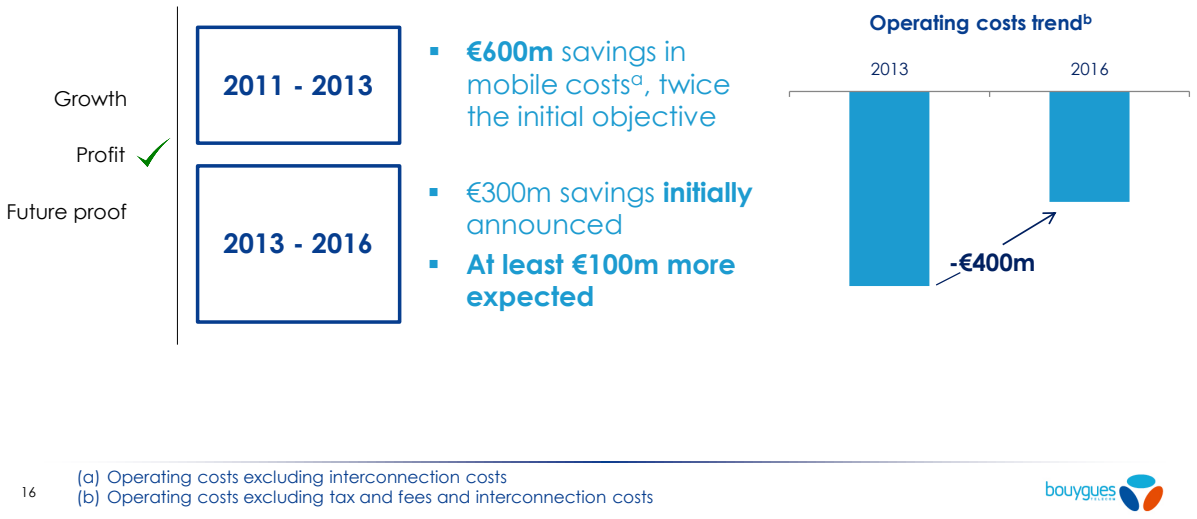 Growth
Profit
Future proof
2011 - 2013
▪ €600m savings in
mobile costsᵃ, twice
the initial objective
2013 - 2016
▪ €300m savings initially
announced
▪ At least €100m more
expected
Operating costs trendᵇ
2013 2016
-€400m
16
(a) Operating costs excluding interconnection costs
(b) Operating costs excluding tax and fees and interconnection costs
bouygues
TELECOM